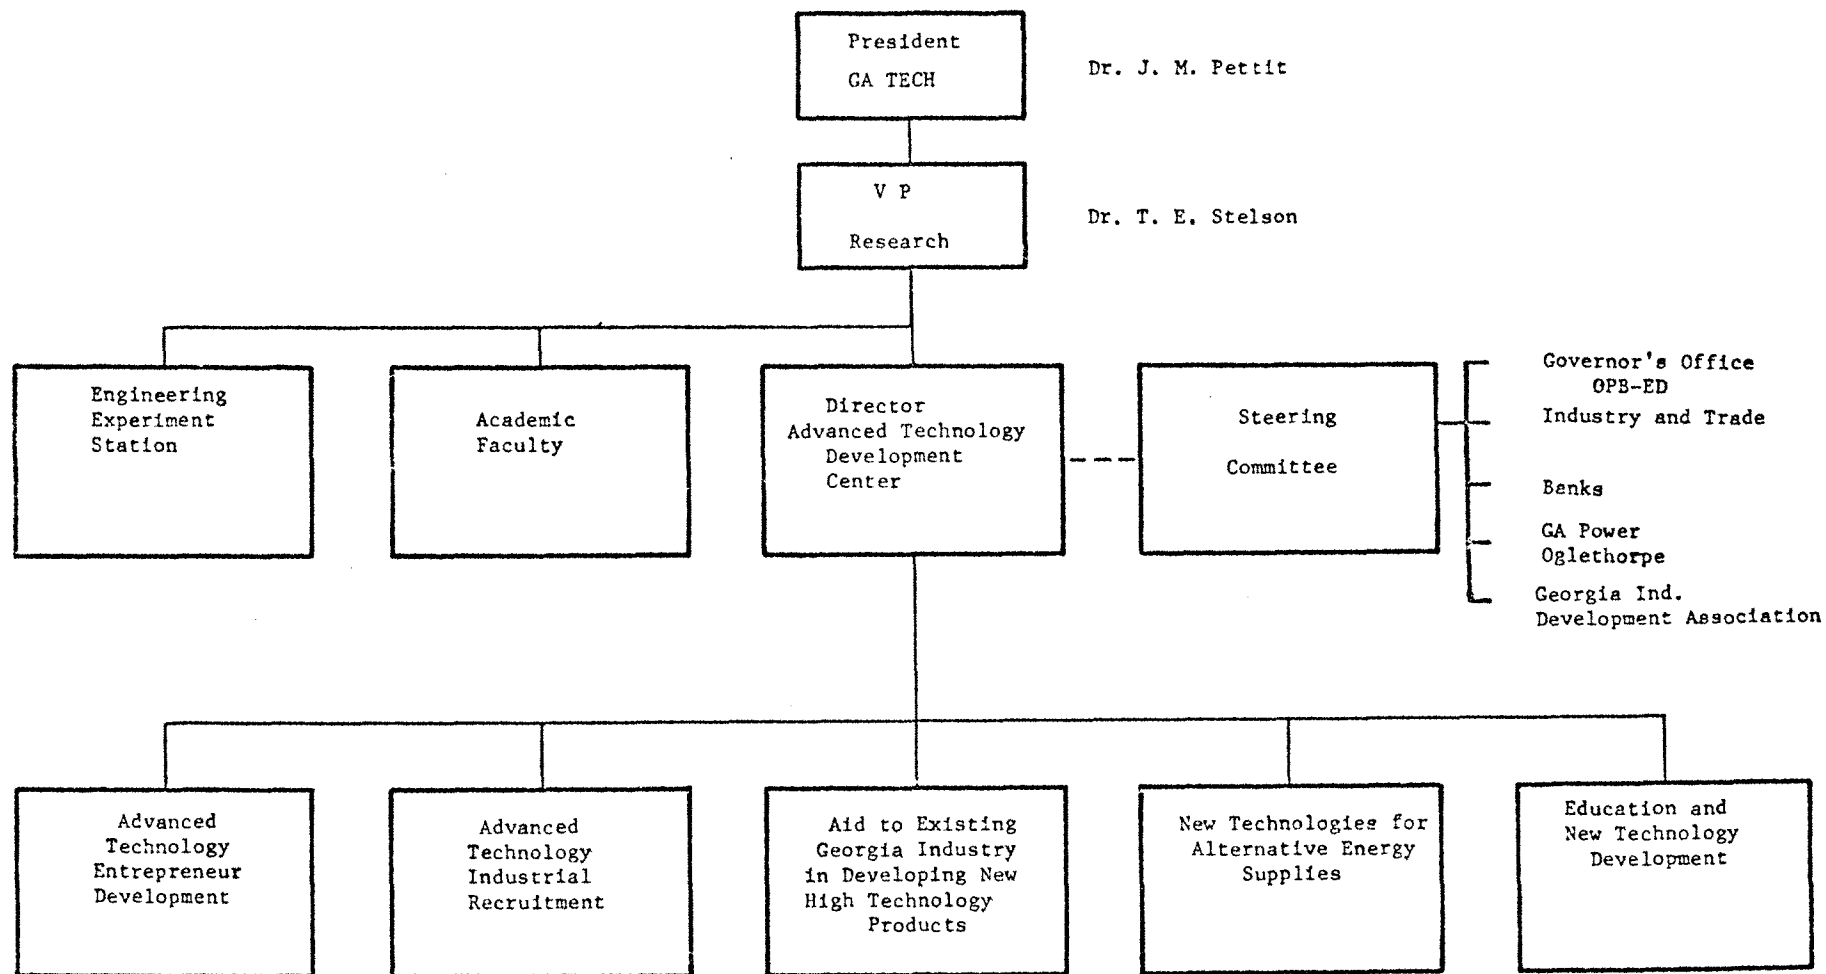 President
GA TECH
Dr. J. M. Pettit
V P
Research
Dr. T. E. Stelson
Engineering
Experiment
Station
Academic
Faculty
Director
Advanced Technology
Development
Center
Steering
Committee
Governor's Office
OPB-ED
Industry and Trade
Banks
GA Power
Oglethorpe
Georgia Ind.
Development Association
Advanced
Technology
Entrepreneur
Development
Advanced
Technology
Industrial
Recruitment
Aid to Existing
Georgia Industry
in Developing New
High Technology
Products
New Technologies for
Alternative Energy
Supplies
Education and
New Technology
Development